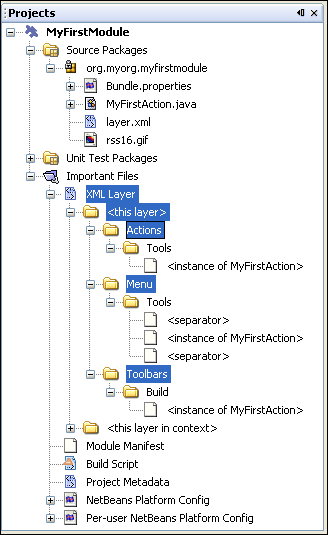 Projects
MyFirstModule
Source Packages
org.myorg.myfirstmodule
Bundle.properties
MyFirstAction.java
layer.xml
rss16.gif
Unit Test Packages
Important Files
XML Layer
<this layer>
Actions
Tools
<instance of MyFirstAction>
Menu
Tools
<separator>
<instance of MyFirstAction>
<separator>
Toolbars
Build
<instance of MyFirstAction>
<this layer in context>
Module Manifest
Build Script
Project Metadata
NetBeans Platform Config
Per-user NetBeans Platform Config